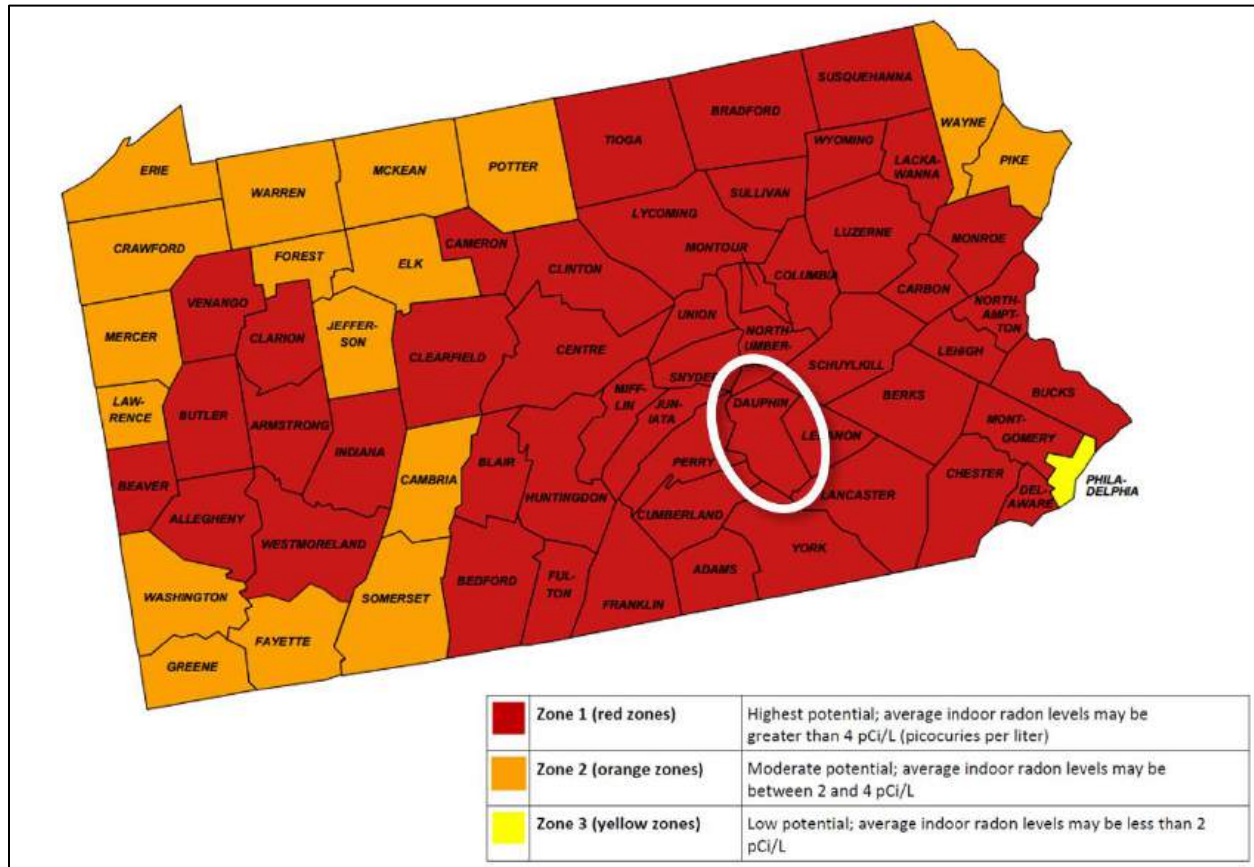 SUSQUEHANNA
BRADFORD
TIOGA
WAYNE
WYOMING
PIKE
LACKA-
WANNA
POTTER
MCKEAN
ERIE
WARREN
SULLIVAN
LYCOMING
LUZERNE
CRAWFORD
CAMERON
MONTOUR
MONROE
FOREST
ELK
CLINTON
COLUMBIA
VENANGO
CARBON
NORTH-
AMPT-
TON
MERCER
JEFFER-
SON
CLARION
UNION
NORTH-
UMBER-
CLEARFIELD
CENTRE
SCHUYLKILL
LEHIGH
SNYDER
BUCKS
LAW-
RENCE
BUTLER
MIFF-
LIN
JUN-
IATA
DAUPHIN
BERKS
ARMSTRONG
INDIANA
MONT-
GOMERY
LEBANON
BLAIR
PERRY
CAMBRIA
BEAVER
CHESTER
DEL-
AWARE
PHILA-
DELPHIA
HUNTINGDON
LANCASTER
ALLEGHENY
CUMBERLAND
WESTMORELAND
YORK
BEDFORD
FUL-
TON
ADAMS
WASHINGTON
SOMERSET
FRANKLIN
FAYETTE
GREENE
Zone 1 (red zones) Highest potential; average indoor radon levels may be
greater than 4 pCi/L (picocuries per liter)
Zone 2 (orange zones) Moderate potential; average indoor radon levels may be
between 2 and 4 pCi/L
Zone 3 (yellow zones) Low potential; average indoor radon levels may be less than 2
pCi/L